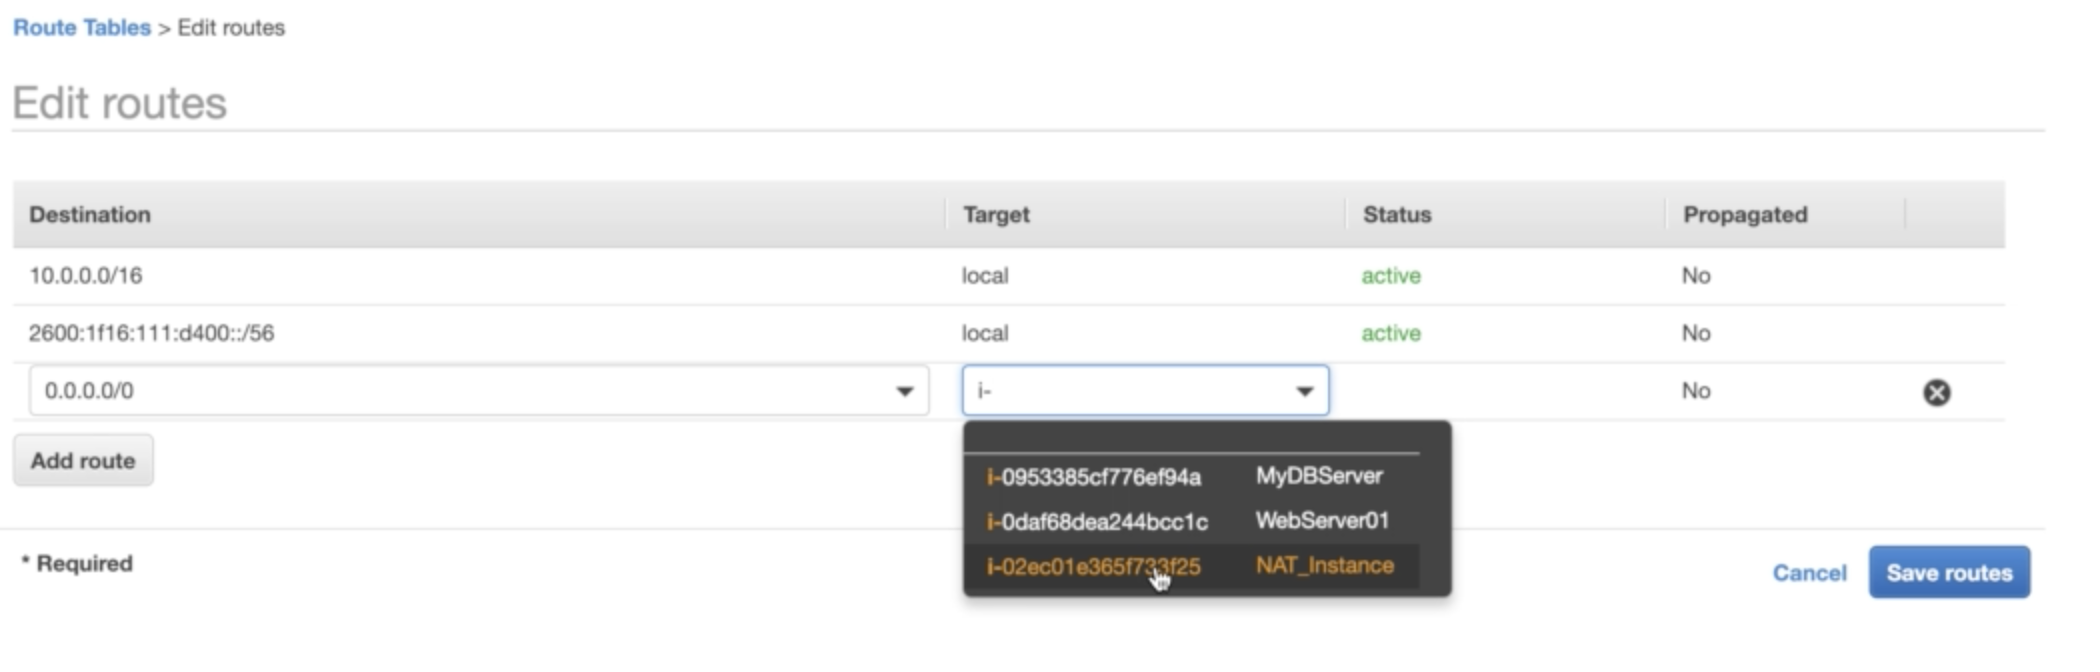 Route Tables > Edit routes
Edit routes
Destination Target Status Propagated
10.0.0.0/16 local active No
2600:1f16:111:d400::/56 local active No
0.0.0.0/0 i- No
Add route
i-0953385cf776ef94a MyDBServer
i-0daf68dea244bcc1c WebServer01
i-02ec01e365f733f25 NAT_Instance
* Required
Cancel Save routes